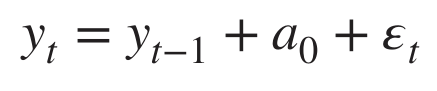 yₜ = yₜ₋₁ + a₀ + εₜ